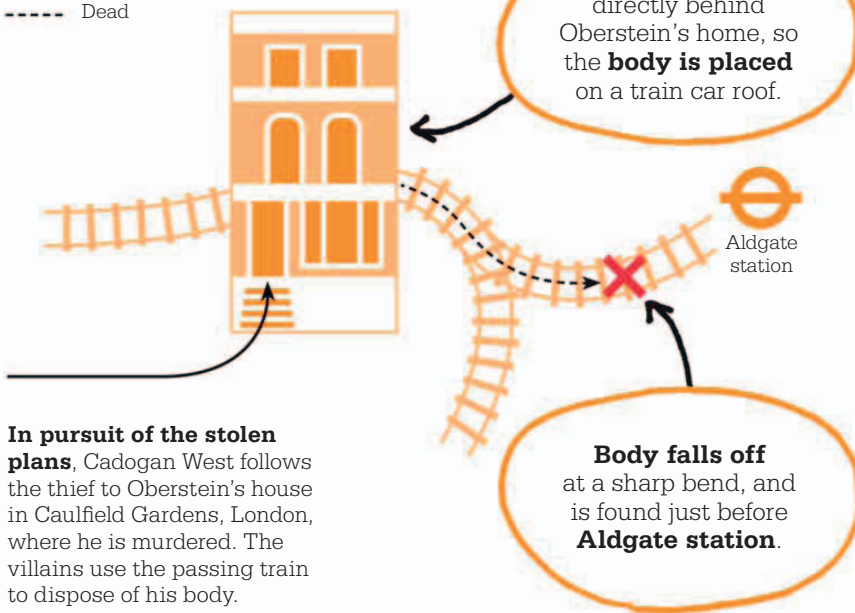 Dead
directly behind
Oberstein's home, so
the body is placed
on a train car roof.
Aldgate
station
In pursuit of the stolen
plans, Cadogan West follows
the thief to Oberstein's house
in Caulfield Gardens, London,
where he is murdered. The
villains use the passing train
to dispose of his body.
Body falls off
at a sharp bend, and
is found just before
Aldgate station.